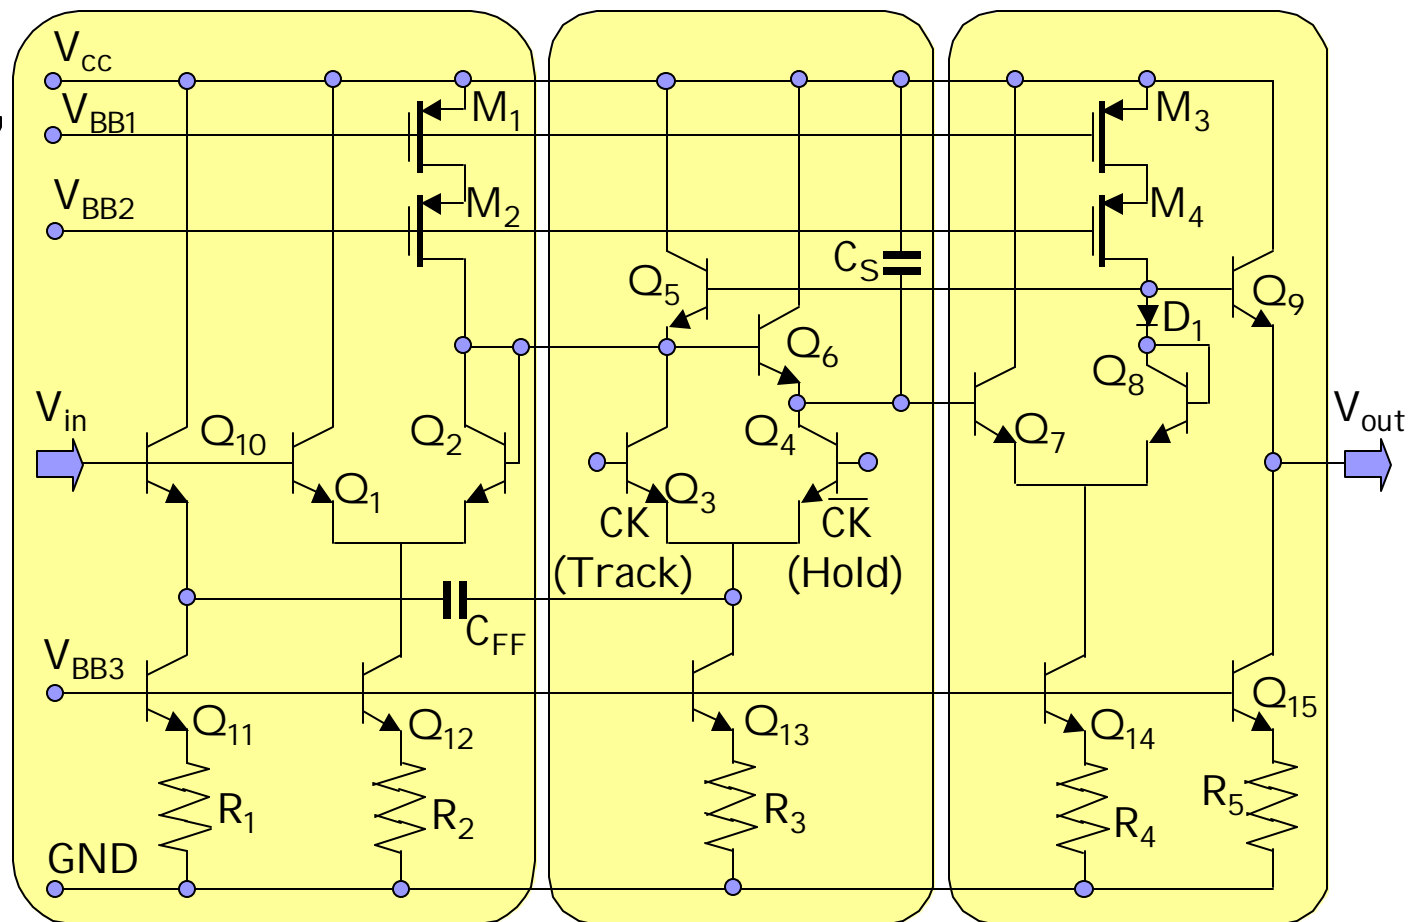 Vcc
VBB1
M1
M3
VBB2
M2
M4
CS
Q5
Q9
D1
Q6
Q8
Vin
Q10
Q2
Q4
Q7
Vout
Q1
Q3
CK
CK
(Track)
(Hold)
CFF
VBB3
Q11
Q12
Q13
Q14
Q15
R1
R2
R3
R4
R5
GND